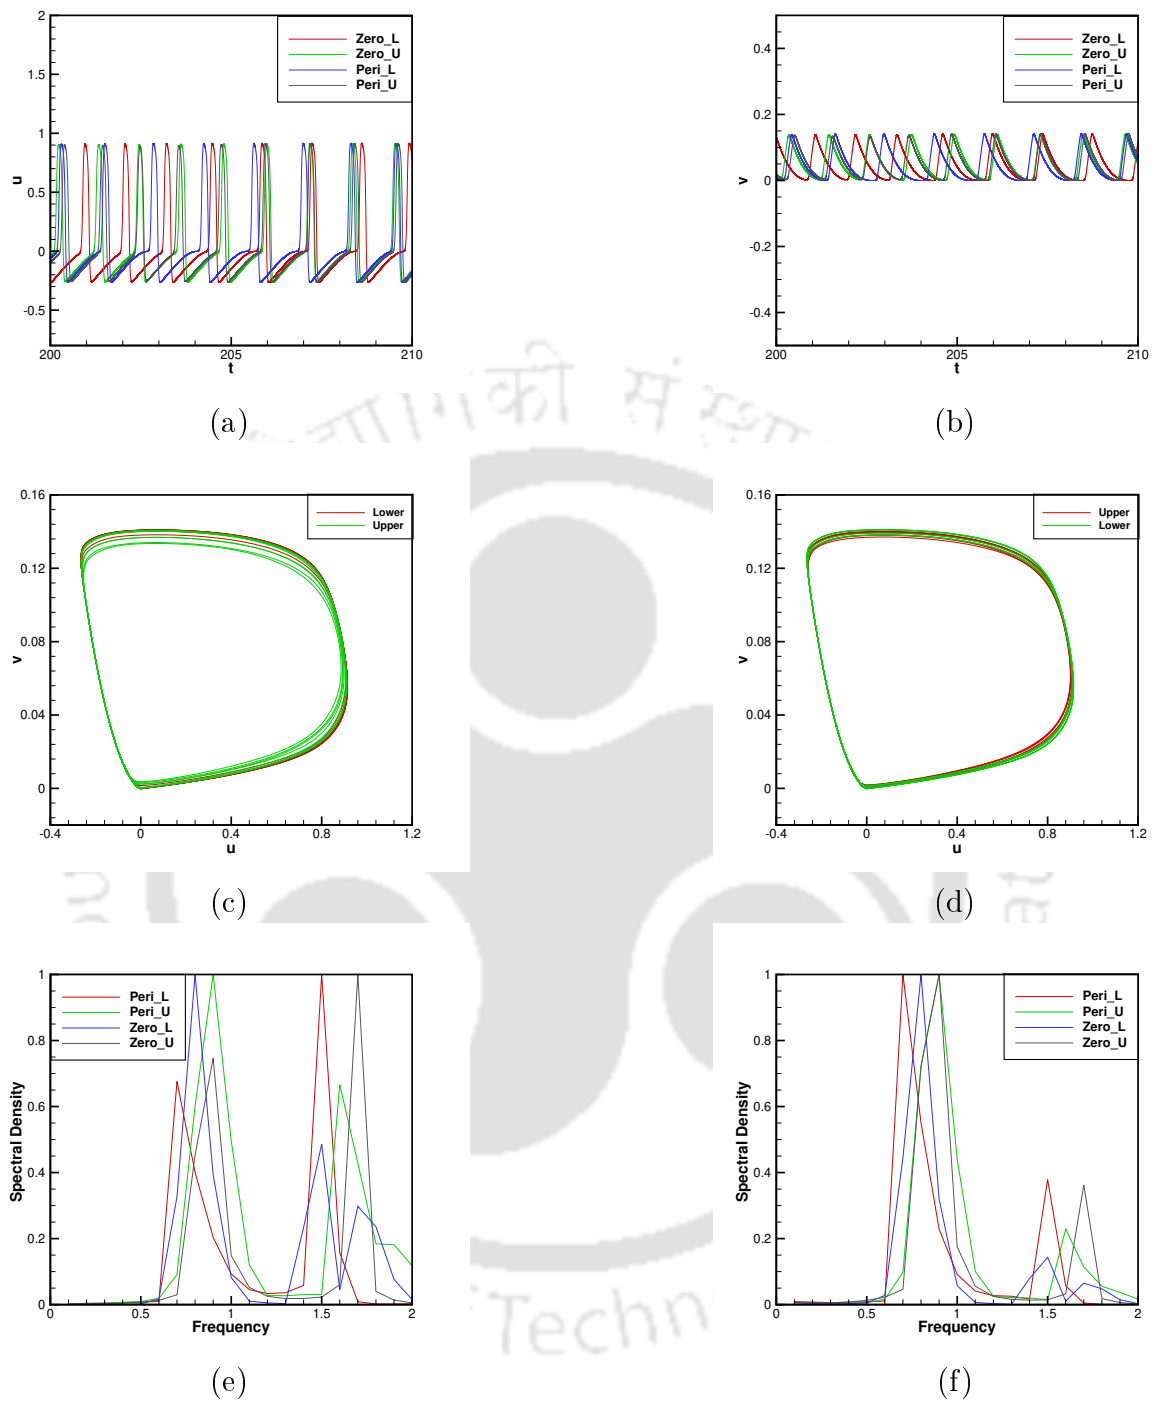 2
1.5
1
0.5
0
-0.5
u
200
205
210
t
Zero_L
Zero_U
Peri_L
Peri_U
(a)
0.4
0.2
0
-0.2
-0.4
v
200
205
210
t
Zero_L
Zero_U
Peri_L
Peri_U
(b)
0.16
0.12
0.08
0.04
0
v
-0.4
0
0.4
0.8
1.2
u
Lower
Upper
(c)
0.16
0.12
0.08
0.04
0
v
-0.4
0
0.4
0.8
1.2
u
Upper
Lower
(d)
1
0.8
0.6
0.4
0.2
0
Spectral Density
0
0.5
1
1.5
2
Frequency
Peri_L
Peri_U
Zero_L
Zero_U
(e)
1
0.8
0.6
0.4
0.2
0
Spectral Density
0
0.5
1
1.5
2
Frequency
Peri_L
Peri_U
Zero_L
Zero_U
(f)
Techn